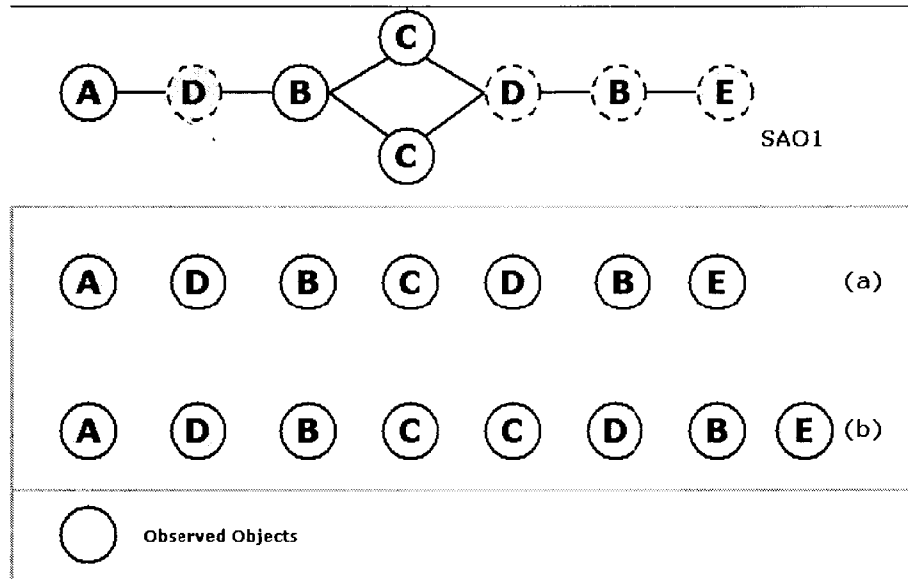 C
A D B D B E
C
SAO1
A D B C D B E (a)
A D B C C D B E (b)
Observed Objects